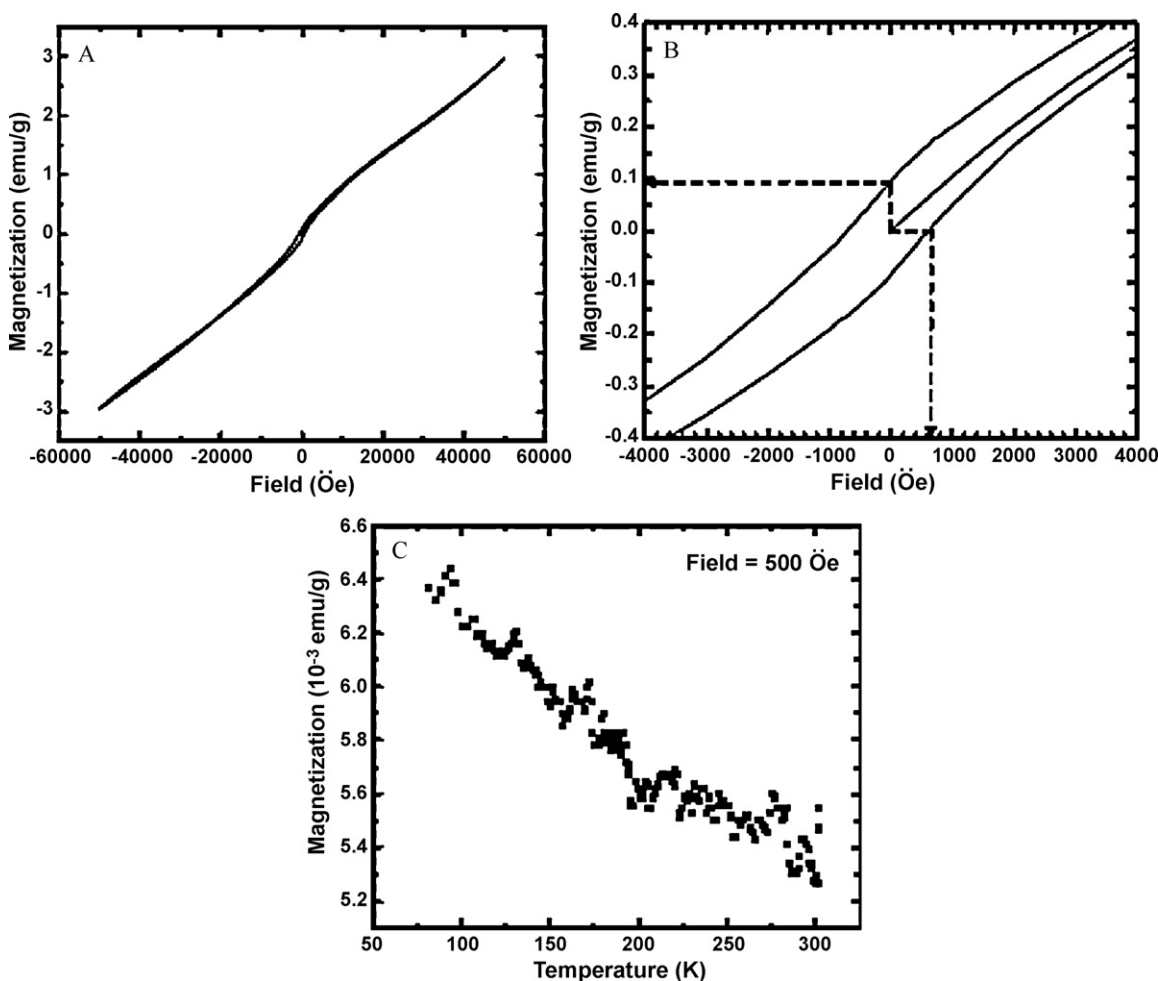 A
Magnetization (emu/g)
3
2
1
0
-1
-2
-3
-60000 -40000 -20000 0 20000 40000 60000
Field (Öe)
B
Magnetization (emu/g)
0.4
0.3
0.2
0.1
0.0
-0.1
-0.2
-0.3
-0.4
-4000 -3000 -2000 -1000 0 1000 2000 3000 4000
Field (Öe)
C
Field = 500 Öe
Magnetization (10⁻³ emu/g)
6.6
6.4
6.2
6.0
5.8
5.6
5.4
5.2
50 100 150 200 250 300
Temperature (K)